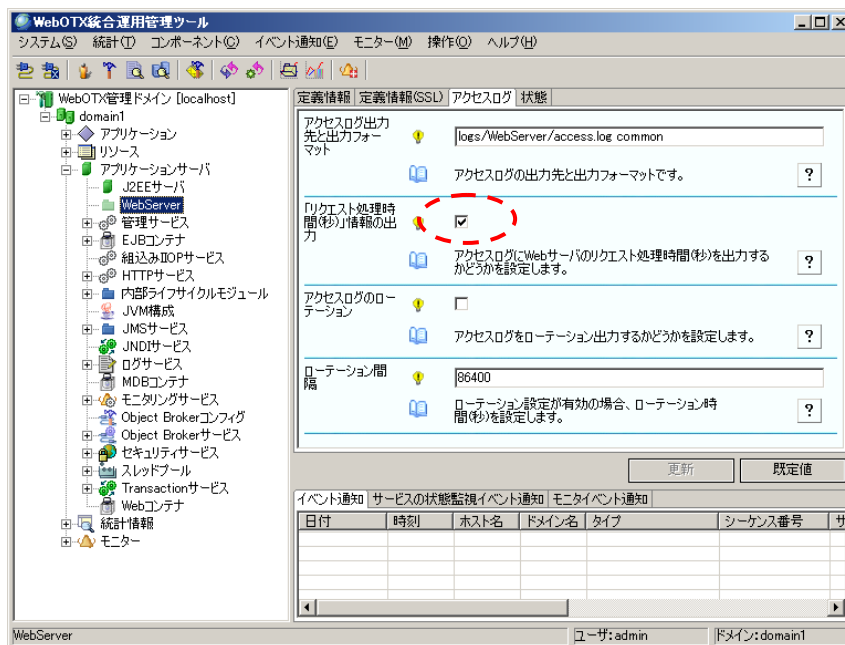 WebOTX統合運用管理ツール
システム(S) 統計(T) コンポーネント(C) イベント通知(E) モニター(M) 操作(O) ヘルプ(H)
WebOTX管理ドメイン [localhost]
domain1
アプリケーション
リソース
アプリケーションサーバ
J2EEサーバ
WebServer
管理サービス
EJBコンテナ
組込みIIOPサービス
HTTPサービス
内部ライフサイクルモジュール
JVM構成
JMSサービス
JNDIサービス
ログサービス
MDBコンテナ
モニタリングサービス
Object Brokerコンフィグ
Object Brokerサービス
セキュリティサービス
スレッドプール
Transactionサービス
Webコンテナ
統計情報
モニター
定義情報 定義情報(SSL) アクセスログ 状態
アクセスログ出力
先と出力フォー
マット
logs/WebServer/access.log common
アクセスログの出力先と出力フォーマットです。
?
「リクエスト処理時
間(秒)」情報の出
力
アクセスログにWebサーバのリクエスト処理時間(秒)を出力する
かどうかを設定します。
?
アクセスログのロー
テーション
アクセスログをローテーション出力するかどうかを設定します。
?
ローテーション間
隔
86400
ローテーション設定が有効の場合、ローテーション時
間(秒)を設定します。
?
更新 既定値
イベント通知 サービスの状態監視イベント通知 モニタイベント通知
日付 時刻 ホスト名 ドメイン名 タイプ シーケンス番号 サ
WebServer ユーザ:admin ドメイン:domain1